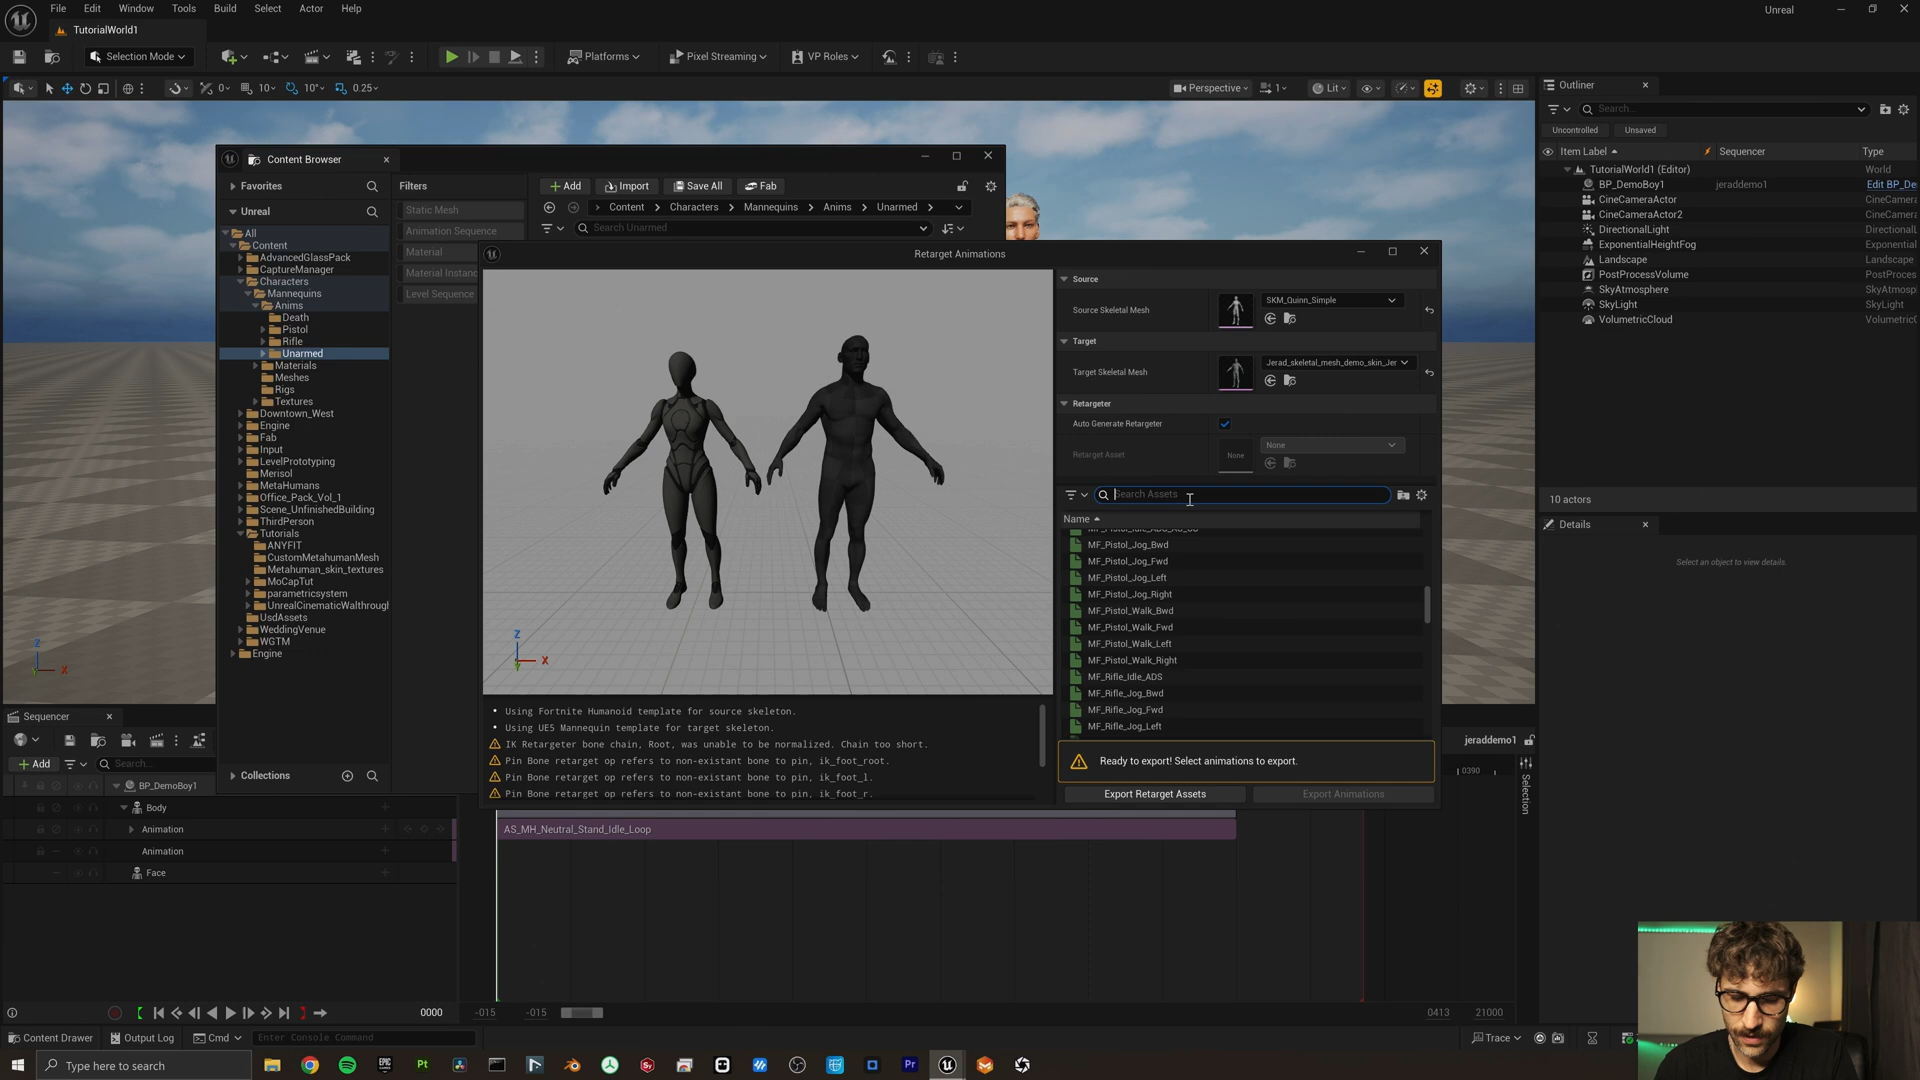 File Edit Window Tools Build Select Actor Help Unreal
TutorialWorld1
Selection Mode Platforms Pixel Streaming VP Roles
0 10 10° 0.25 Perspective 1 Lit
Outliner
Search...
Uncontrolled Unsaved
Item Label Sequencer Type
TutorialWorld1 (Editor) World
BP_DemoBoy1 jeraddemo1 Edit BP_De
CineCameraActor CineCamera
CineCameraActor2 CineCamera
DirectionalLight DirectionalL
ExponentialHeightFog Exponential
Landscape Landscape
PostProcessVolume PostProces
SkyAtmosphere SkyAtmosp
SkyLight SkyLight
VolumetricCloud VolumetricC
10 actors
Details
Select an object to view details.
Content Browser
Favorites
Unreal
All
Content
AdvancedGlassPack
CaptureManager
Characters
Mannequins
Anims
Death
Pistol
Rifle
Unarmed
Materials
Meshes
Rigs
Textures
Downtown_West
Engine
Fab
Input
LevelPrototyping
Merisol
MetaHumans
Office_Pack_Vol_1
Scene_UnfinishedBuilding
ThirdPerson
Tutorials
ANYFIT
CustomMetahumanMesh
Metahuman_skin_textures
MoCapTut
parametricsystem
UnrealCinematicWalkthrougl
UsdAssets
WeddingVenue
WGTM
Engine
Collections
Filters
Static Mesh
Animation Sequence
Material
Material Instanc
Level Sequence
Add Import Save All Fab
Content Characters Mannequins Anims Unarmed
Search Unarmed
Retarget Animations
Z
X
Source
Source Skeletal Mesh SKM_Quinn_Simple
Target
Target Skeletal Mesh Jerad_skeletal_mesh_demo_skin_Jer
Retargeter
Auto Generate Retargeter
Retarget Asset None None
Search Assets
Name
MF_Pistol_Jog_Bwd
MF_Pistol_Jog_Fwd
MF_Pistol_Jog_Left
MF_Pistol_Jog_Right
MF_Pistol_Walk_Bwd
MF_Pistol_Walk_Fwd
MF_Pistol_Walk_Left
MF_Pistol_Walk_Right
MF_Rifle_Idle_ADS
MF_Rifle_Jog_Bwd
MF_Rifle_Jog_Fwd
MF_Rifle_Jog_Left
Ready to export! Select animations to export.
Export Retarget Assets Export Animations
• Using Fortnite Humanoid template for source skeleton.
• Using UE5 Mannequin template for target skeleton.
IK Retargeter bone chain, Root, was unable to be normalized. Chain too short.
Pin Bone retarget op refers to non-existant bone to pin, ik_foot_root.
Pin Bone retarget op refers to non-existant bone to pin, ik_foot_l.
Pin Bone retarget op refers to non-existant bone to pin, ik_foot_r.
Z
X
Sequencer
jeraddemo1
Add Search...
0390
Selection
BP_DemoBoy1
Body
Animation
Animation
Face
AS_MH_Neutral_Stand_Idle_Loop
0000 -015 -015 0413 21000
Content Drawer Output Log Cmd Enter Console Command Trace
Type here to search